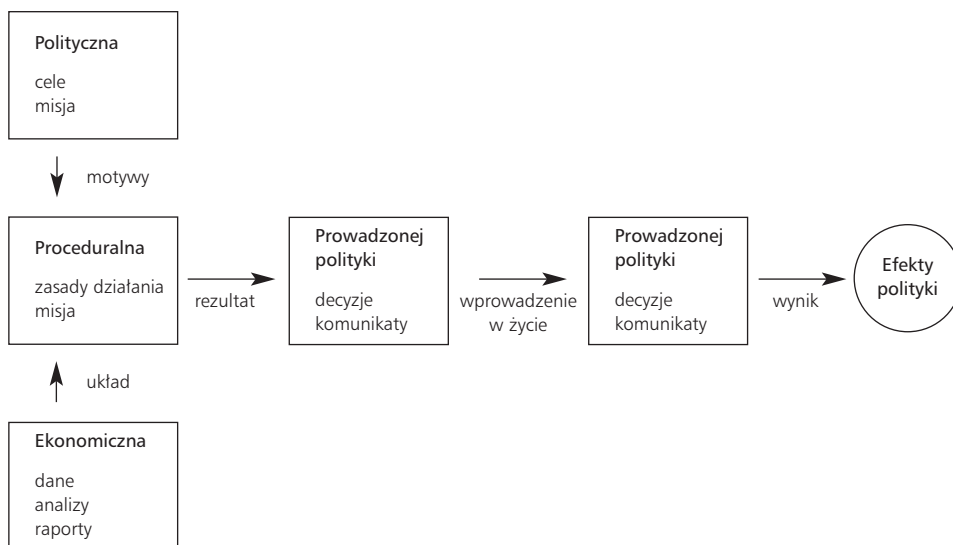 Polityczna
cele
misja
motywy
Proceduralna
zasady działania
misja
rezultat
Prowadzonej
polityki
decyzje
komunikaty
wprowadzenie
w życie
Prowadzonej
polityki
decyzje
komunikaty
wynik
Efekty
polityki
układ
Ekonomiczna
dane
analizy
raporty